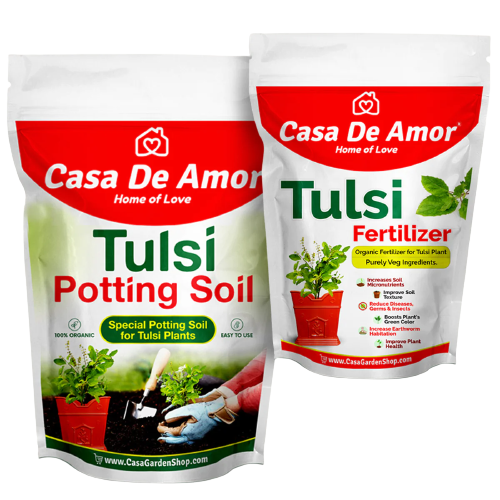 Casa De Amor
Home of Love
Tulsi
Potting Soil
100% ORGANIC
Special Potting Soil
for Tulsi Plants
EASY TO USE
www.CasaGardenShop.com
Casa De Amor®
Home of Love
Tulsi
Fertilizer
Organic Fertilizer for Tulsi Plant
Purely Veg Ingredients.
Increases Soil
Micronutrients
Improve Soil
Texture
Reduce Diseases,
Germs & Insects
Boosts Plant's
Green Color
Increase Earthworm
Habitation
Improve Plant
Health
www.CasaGardenShop.com